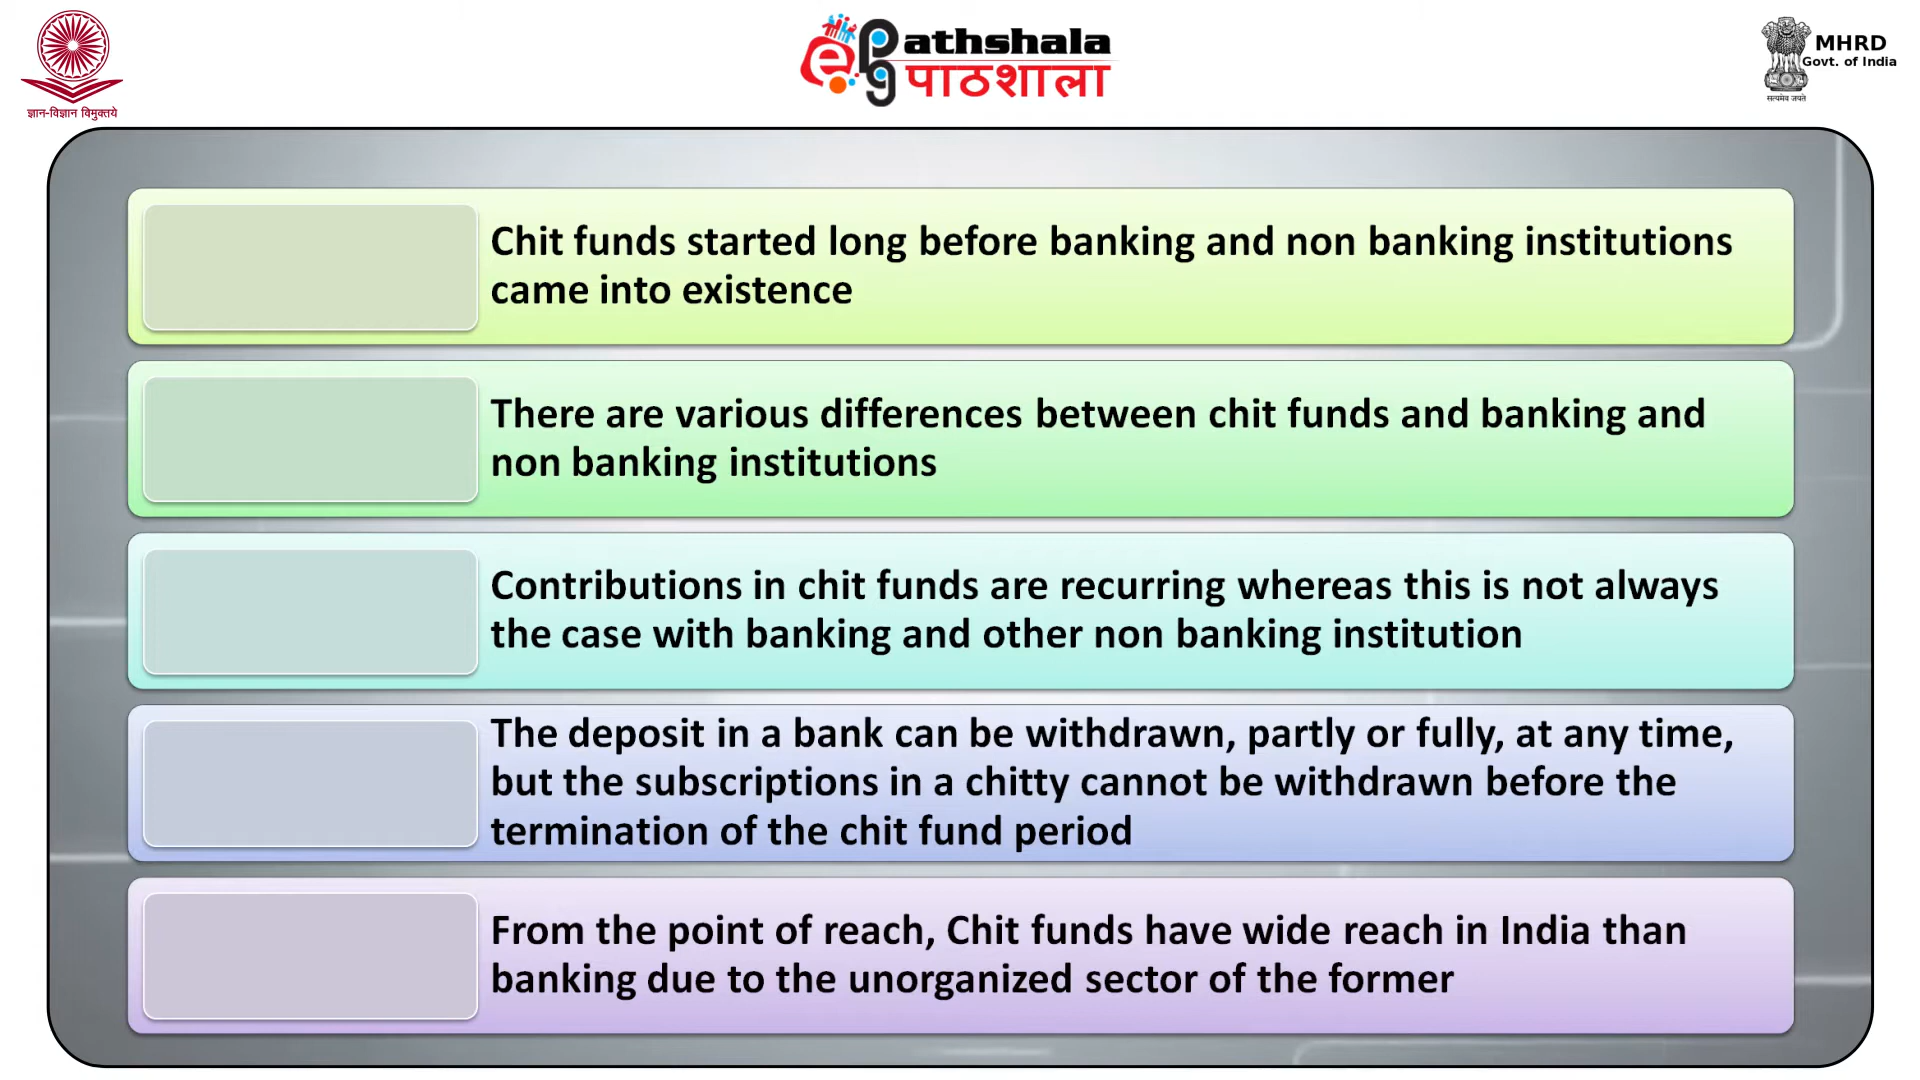 ज्ञान-विज्ञान विमुक्तये
e pg athshala
पाठशाला
MHRD
Govt. of India
सत्यमेव जयते
Chit funds started long before banking and non banking institutions
came into existence
There are various differences between chit funds and banking and
non banking institutions
Contributions in chit funds are recurring whereas this is not always
the case with banking and other non banking institution
The deposit in a bank can be withdrawn, partly or fully, at any time,
but the subscriptions in a chitty cannot be withdrawn before the
termination of the chit fund period
From the point of reach, Chit funds have wide reach in India than
banking due to the unorganized sector of the former